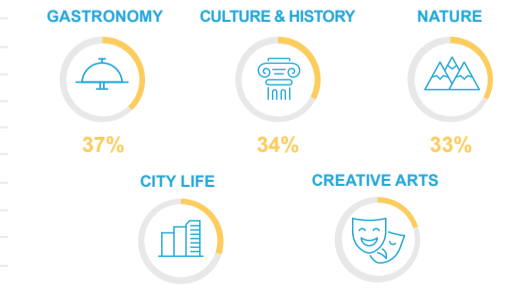 GASTRONOMY
CULTURE & HISTORY
NATURE
37%
34%
33%
CITY LIFE
CREATIVE ARTS